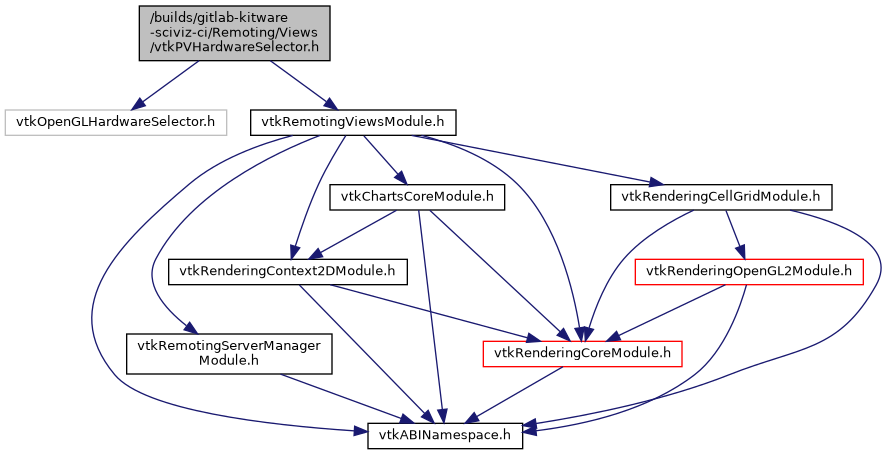 /builds/gitlab-kitware
-sciviz-ci/Remoting/Views
/vtkPVHardwareSelector.h
vtkOpenGLHardwareSelector.h
vtkRemotingViewsModule.h
vtkChartsCoreModule.h
vtkRenderingCellGridModule.h
vtkRenderingContext2DModule.h
vtkRenderingOpenGL2Module.h
vtkRemotingServerManager
Module.h
vtkRenderingCoreModule.h
vtkABINamespace.h